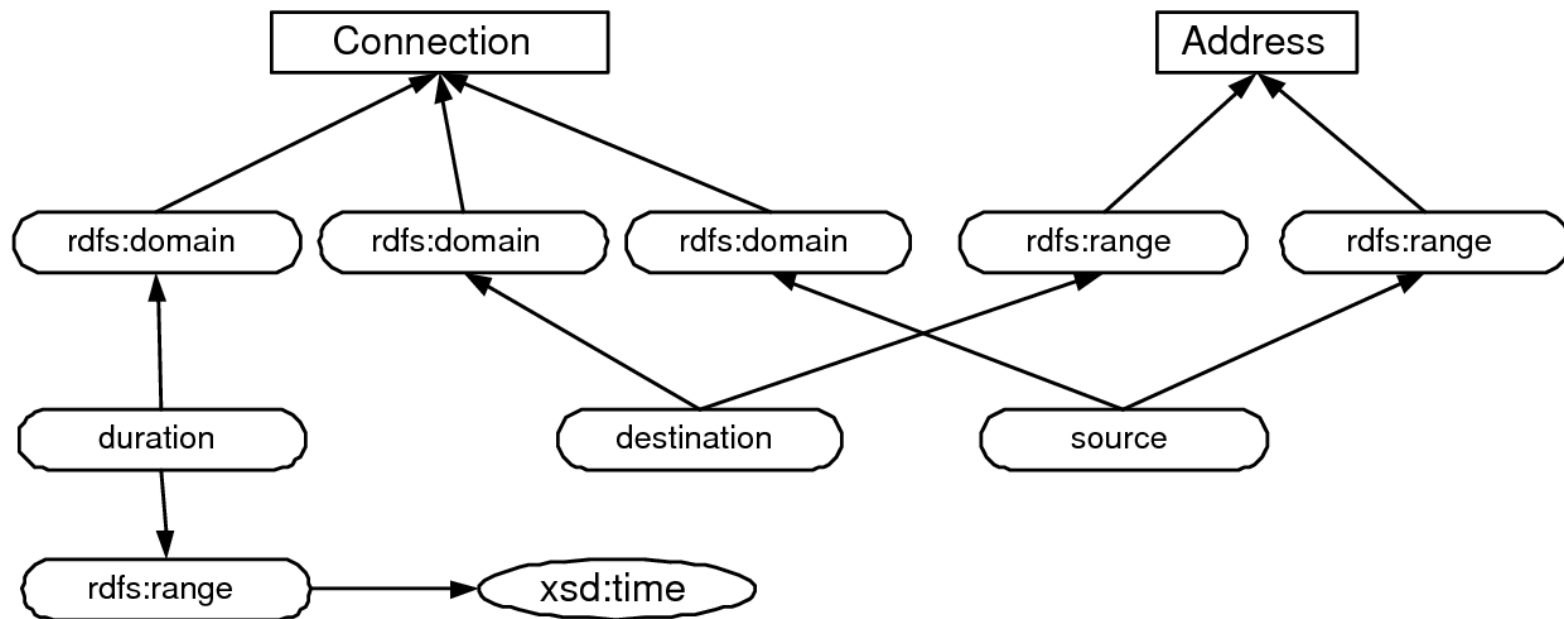 Connection
Address
rdfs:domain
rdfs:domain
rdfs:domain
rdfs:range
rdfs:range
duration
destination
source
rdfs:range
xsd:time